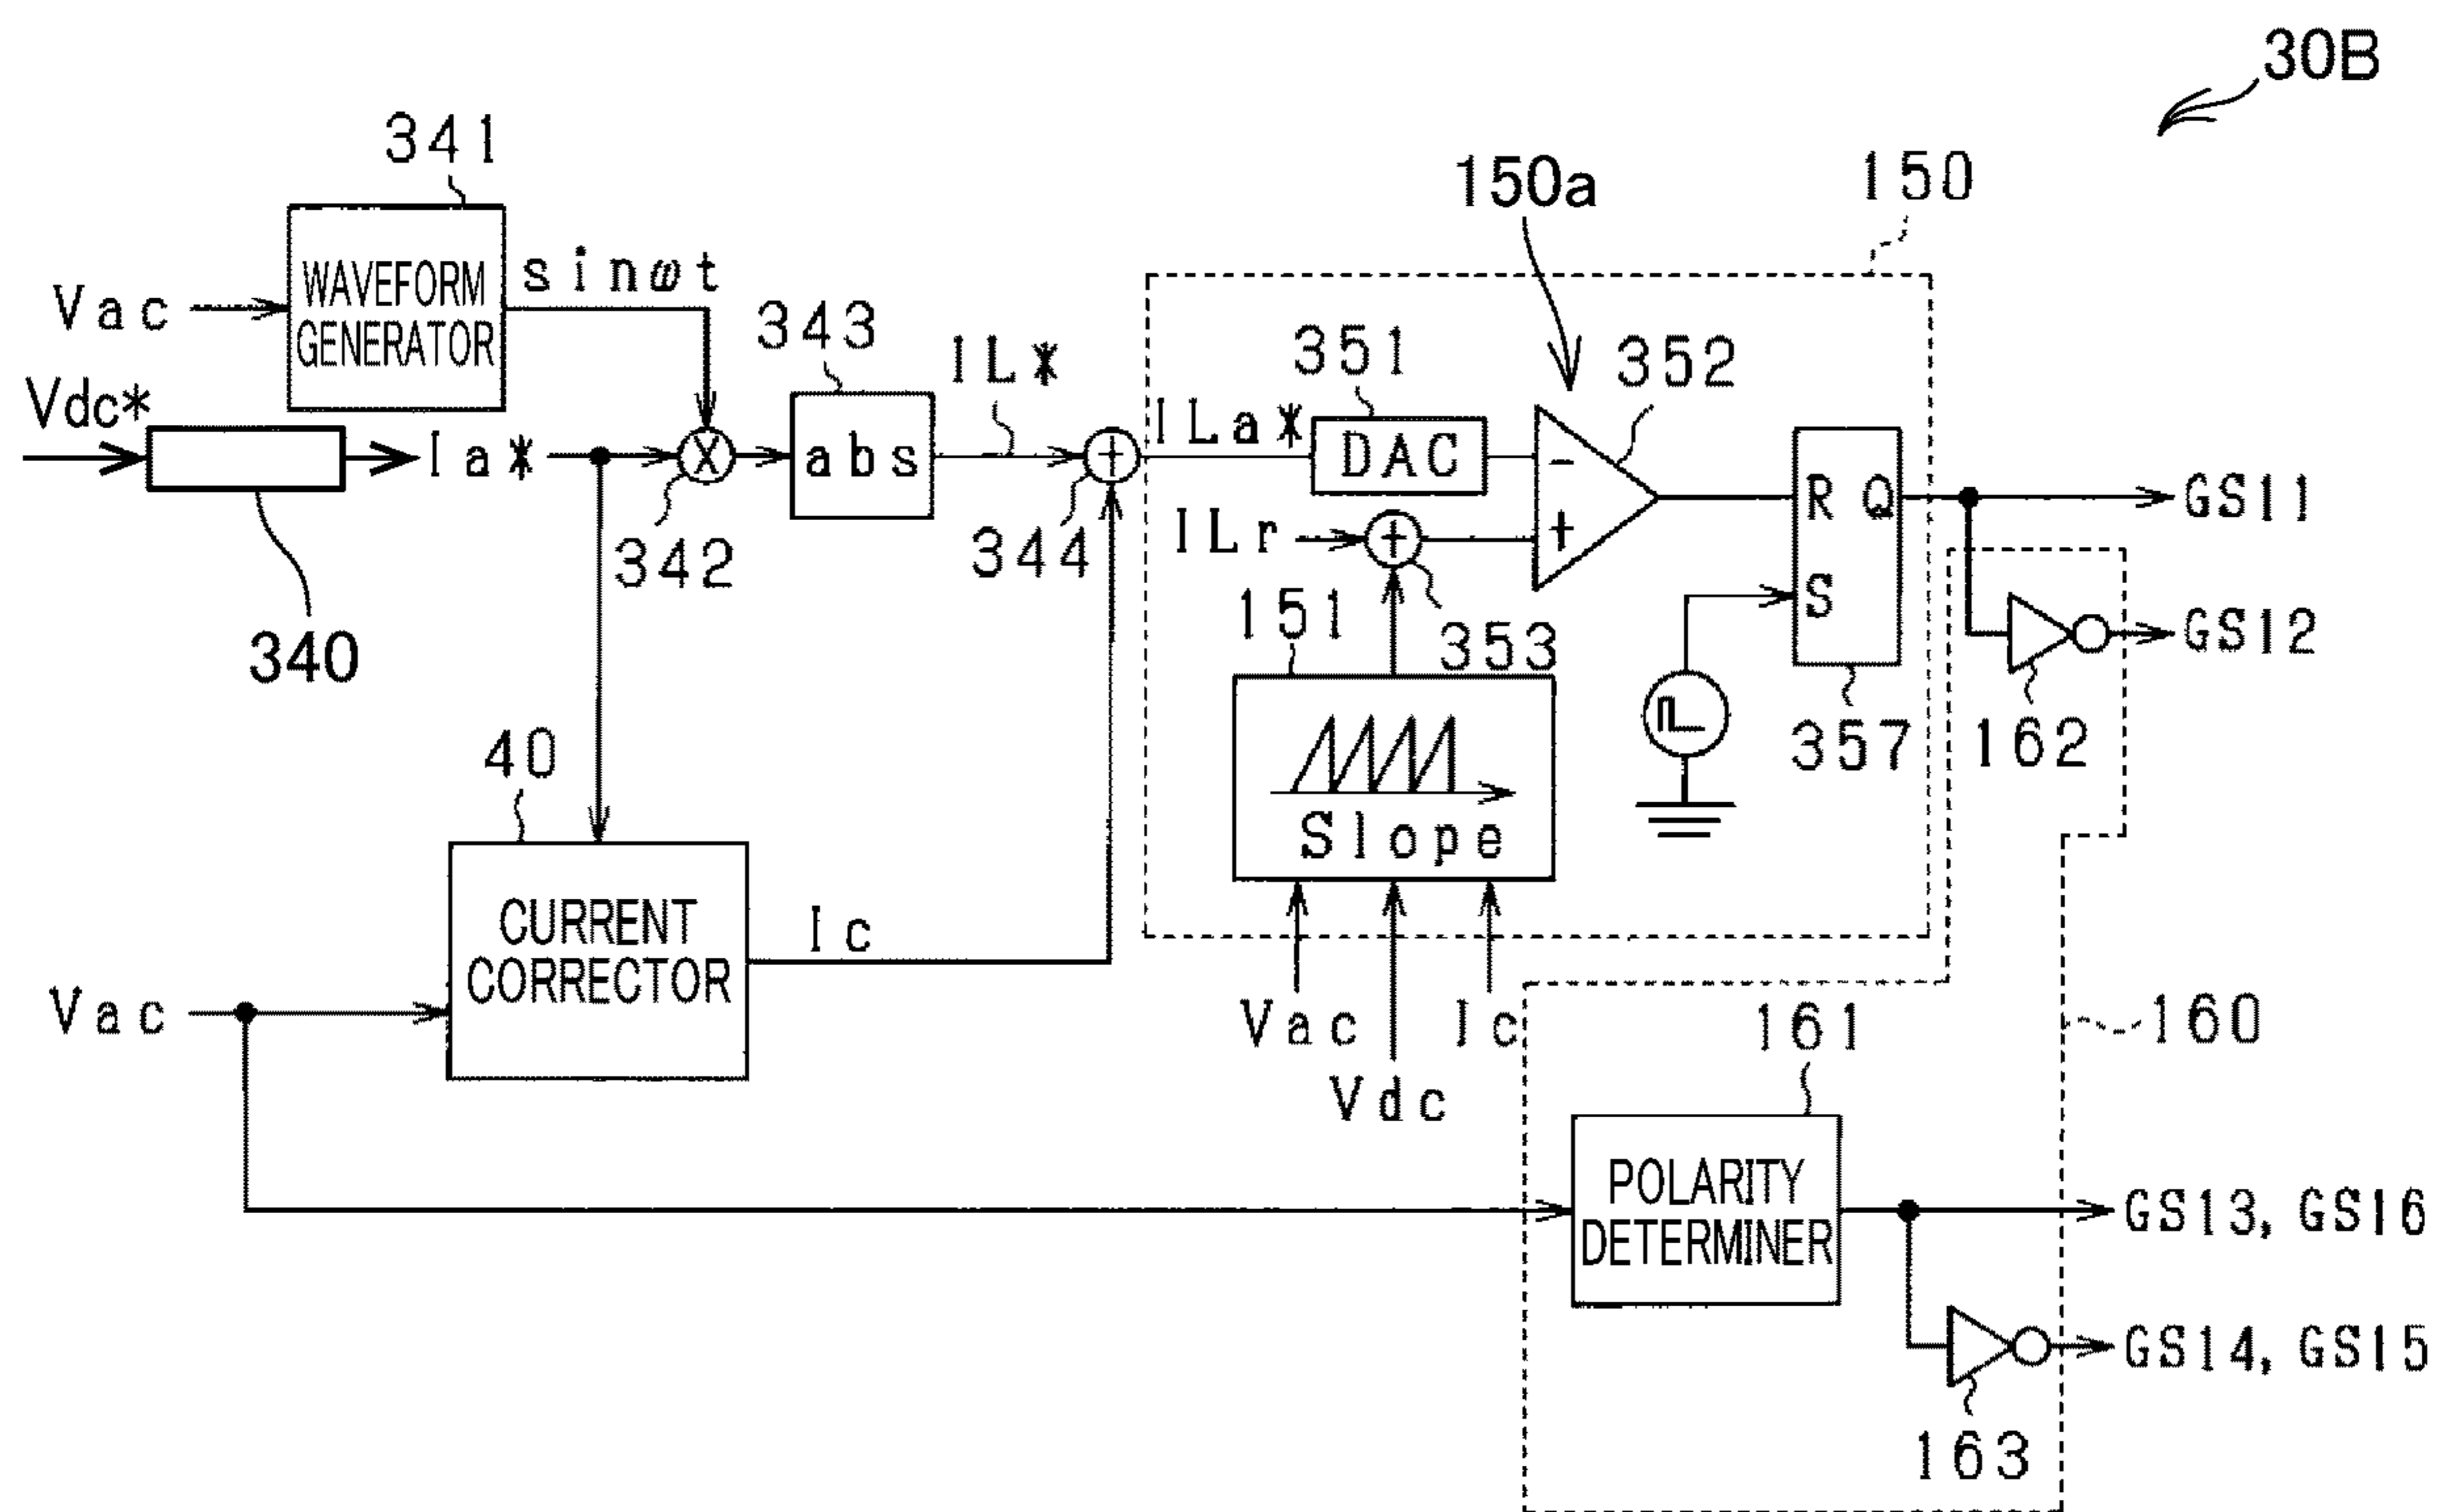 30B
341
150a
150
WAVEFORM
GENERATOR
sinωt
Vac
343
IL*
351
352
Vdc*
Ia*
X
abs
+
ILa*
DAC
−
R Q
GS11
342
344
ILr
+
+
S
GS12
340
151
353
357
162
40
Slope
CURRENT
CORRECTOR
Ic
Vac
Vac
Ic
Vdc
161
160
POLARITY
DETERMINER
GS13, GS16
GS14, GS15
163